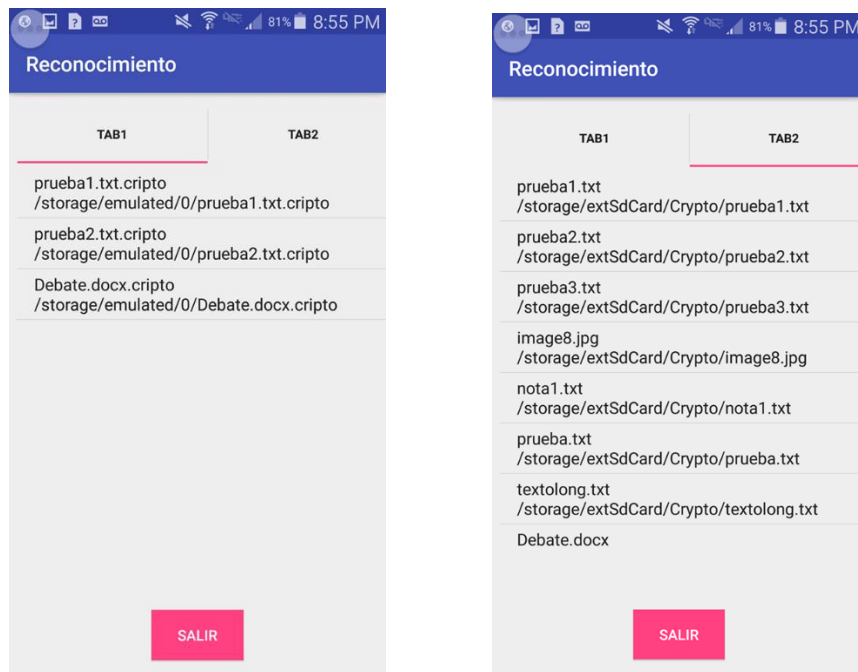 81% 8:55 PM
Reconocimiento
TAB1 TAB2
prueba1.txt.cripto
/storage/emulated/0/prueba1.txt.cripto
prueba2.txt.cripto
/storage/emulated/0/prueba2.txt.cripto
Debate.docx.cripto
/storage/emulated/0/Debate.docx.cripto
SALIR
81% 8:55 PM
Reconocimiento
TAB1 TAB2
prueba1.txt
/storage/extSdCard/Crypto/prueba1.txt
prueba2.txt
/storage/extSdCard/Crypto/prueba2.txt
prueba3.txt
/storage/extSdCard/Crypto/prueba3.txt
image8.jpg
/storage/extSdCard/Crypto/image8.jpg
nota1.txt
/storage/extSdCard/Crypto/nota1.txt
prueba.txt
/storage/extSdCard/Crypto/prueba.txt
textolong.txt
/storage/extSdCard/Crypto/textolong.txt
Debate.docx
SALIR